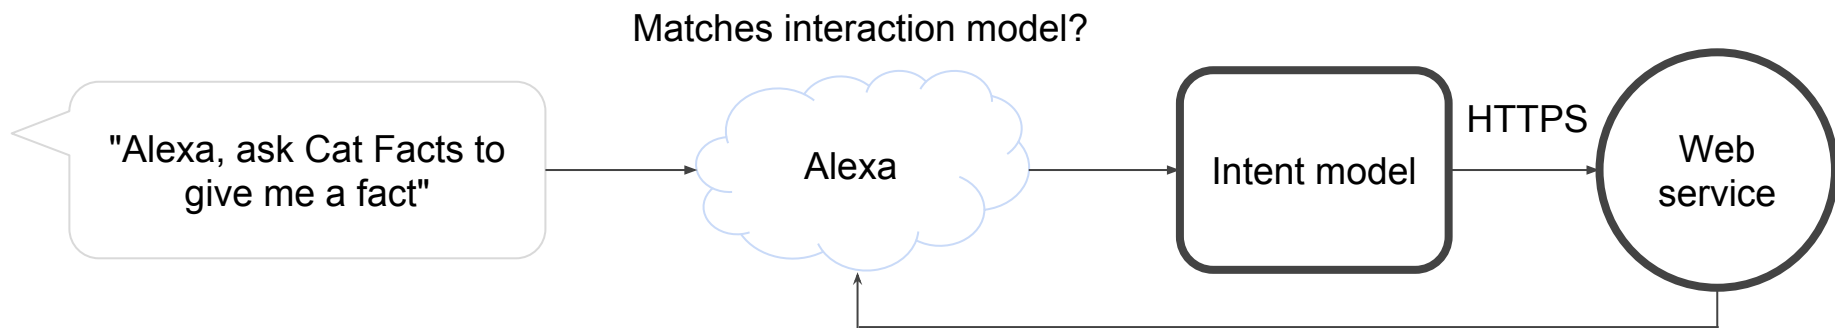 Matches interaction model?
"Alexa, ask Cat Facts to
give me a fact"
Alexa
Intent model
HTTPS
Web
service